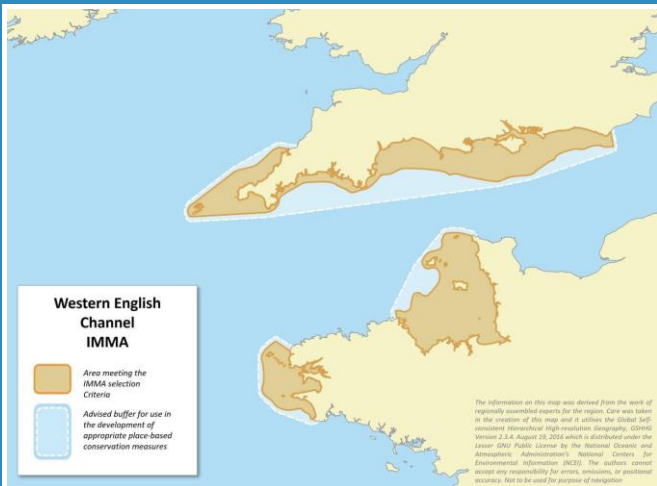 Western English
Channel
IMMA
Area meeting the
IMMA selection
Criteria
Advised buffer for use in
the development of
appropriate place-based
conservation measures
The information on this map was derived from the work of
regionally assembled experts for the region. Care was taken
in the creation of this map and it utilises the Global Self-
consistent Hierarchical High-resolution Geography, GSHHG
Version 2.3.4. August 19, 2016 which is distributed under the
Lesser GNU Public License by the National Oceanic and
Atmospheric Administration's National Centers for
Environmental Information (NCEI). The authors cannot
accept any responsibility for errors, omissions, or positional
accuracy. Not to be used for purpose of navigation